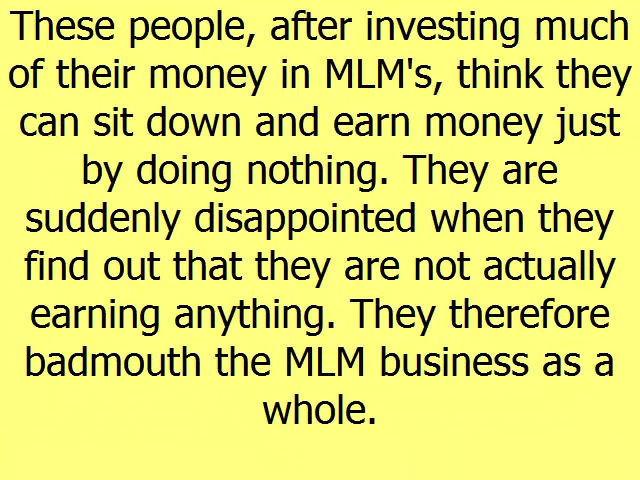 These people, after investing much
of their money in MLM's, think they
can sit down and earn money just
by doing nothing. They are
suddenly disappointed when they
find out that they are not actually
earning anything. They therefore
badmouth the MLM business as a
whole.